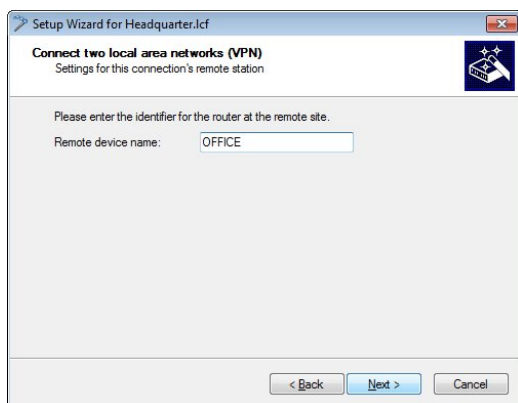 Setup Wizard for Headquarter.lcf
Connect two local area networks (VPN)
Settings for this connection's remote station
Please enter the identifier for the router at the remote site.
Remote device name: OFFICE
< Back Next > Cancel